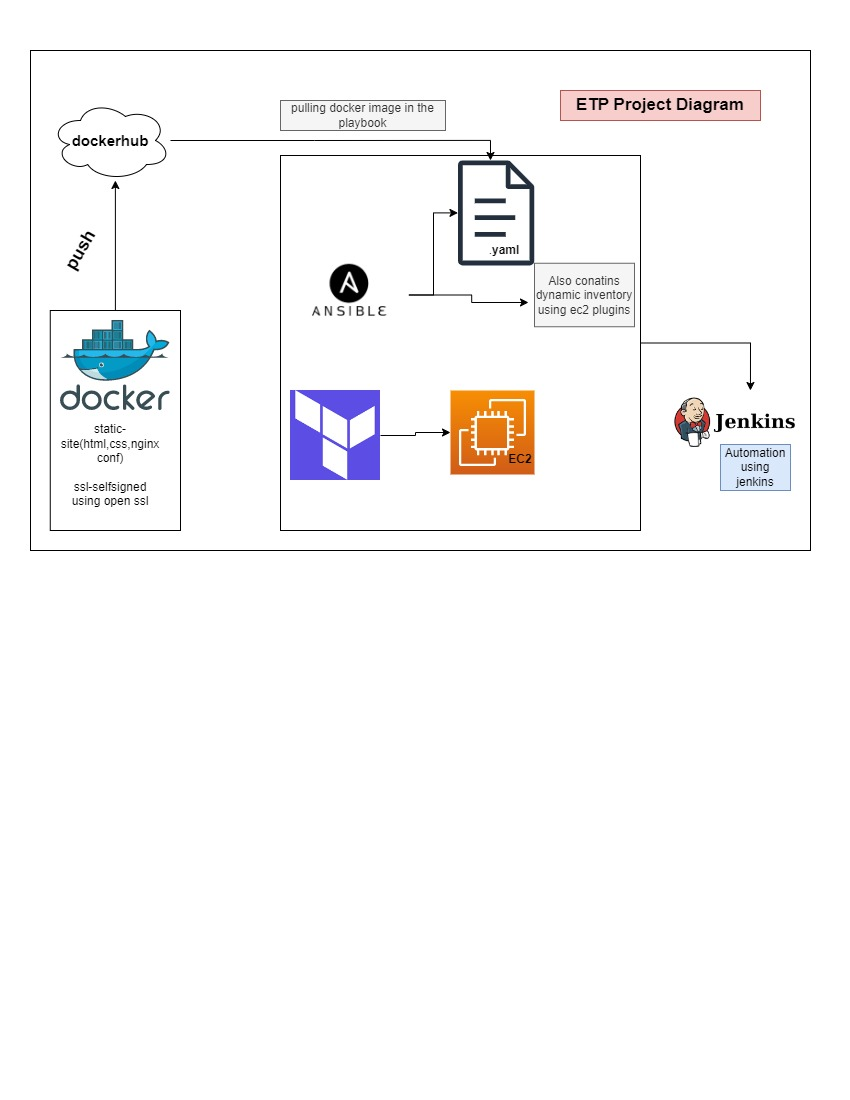 ETP Project Diagram
pulling docker image in the
playbook
dockerhub
push
.yaml
ANSIBLE
Also conatins
dynamic inventory
using ec2 plugins
docker
static-
site(html,css,nginx
conf)
ssl-selfsigned
using open ssl
EC2
Jenkins
Automation
using
jenkins